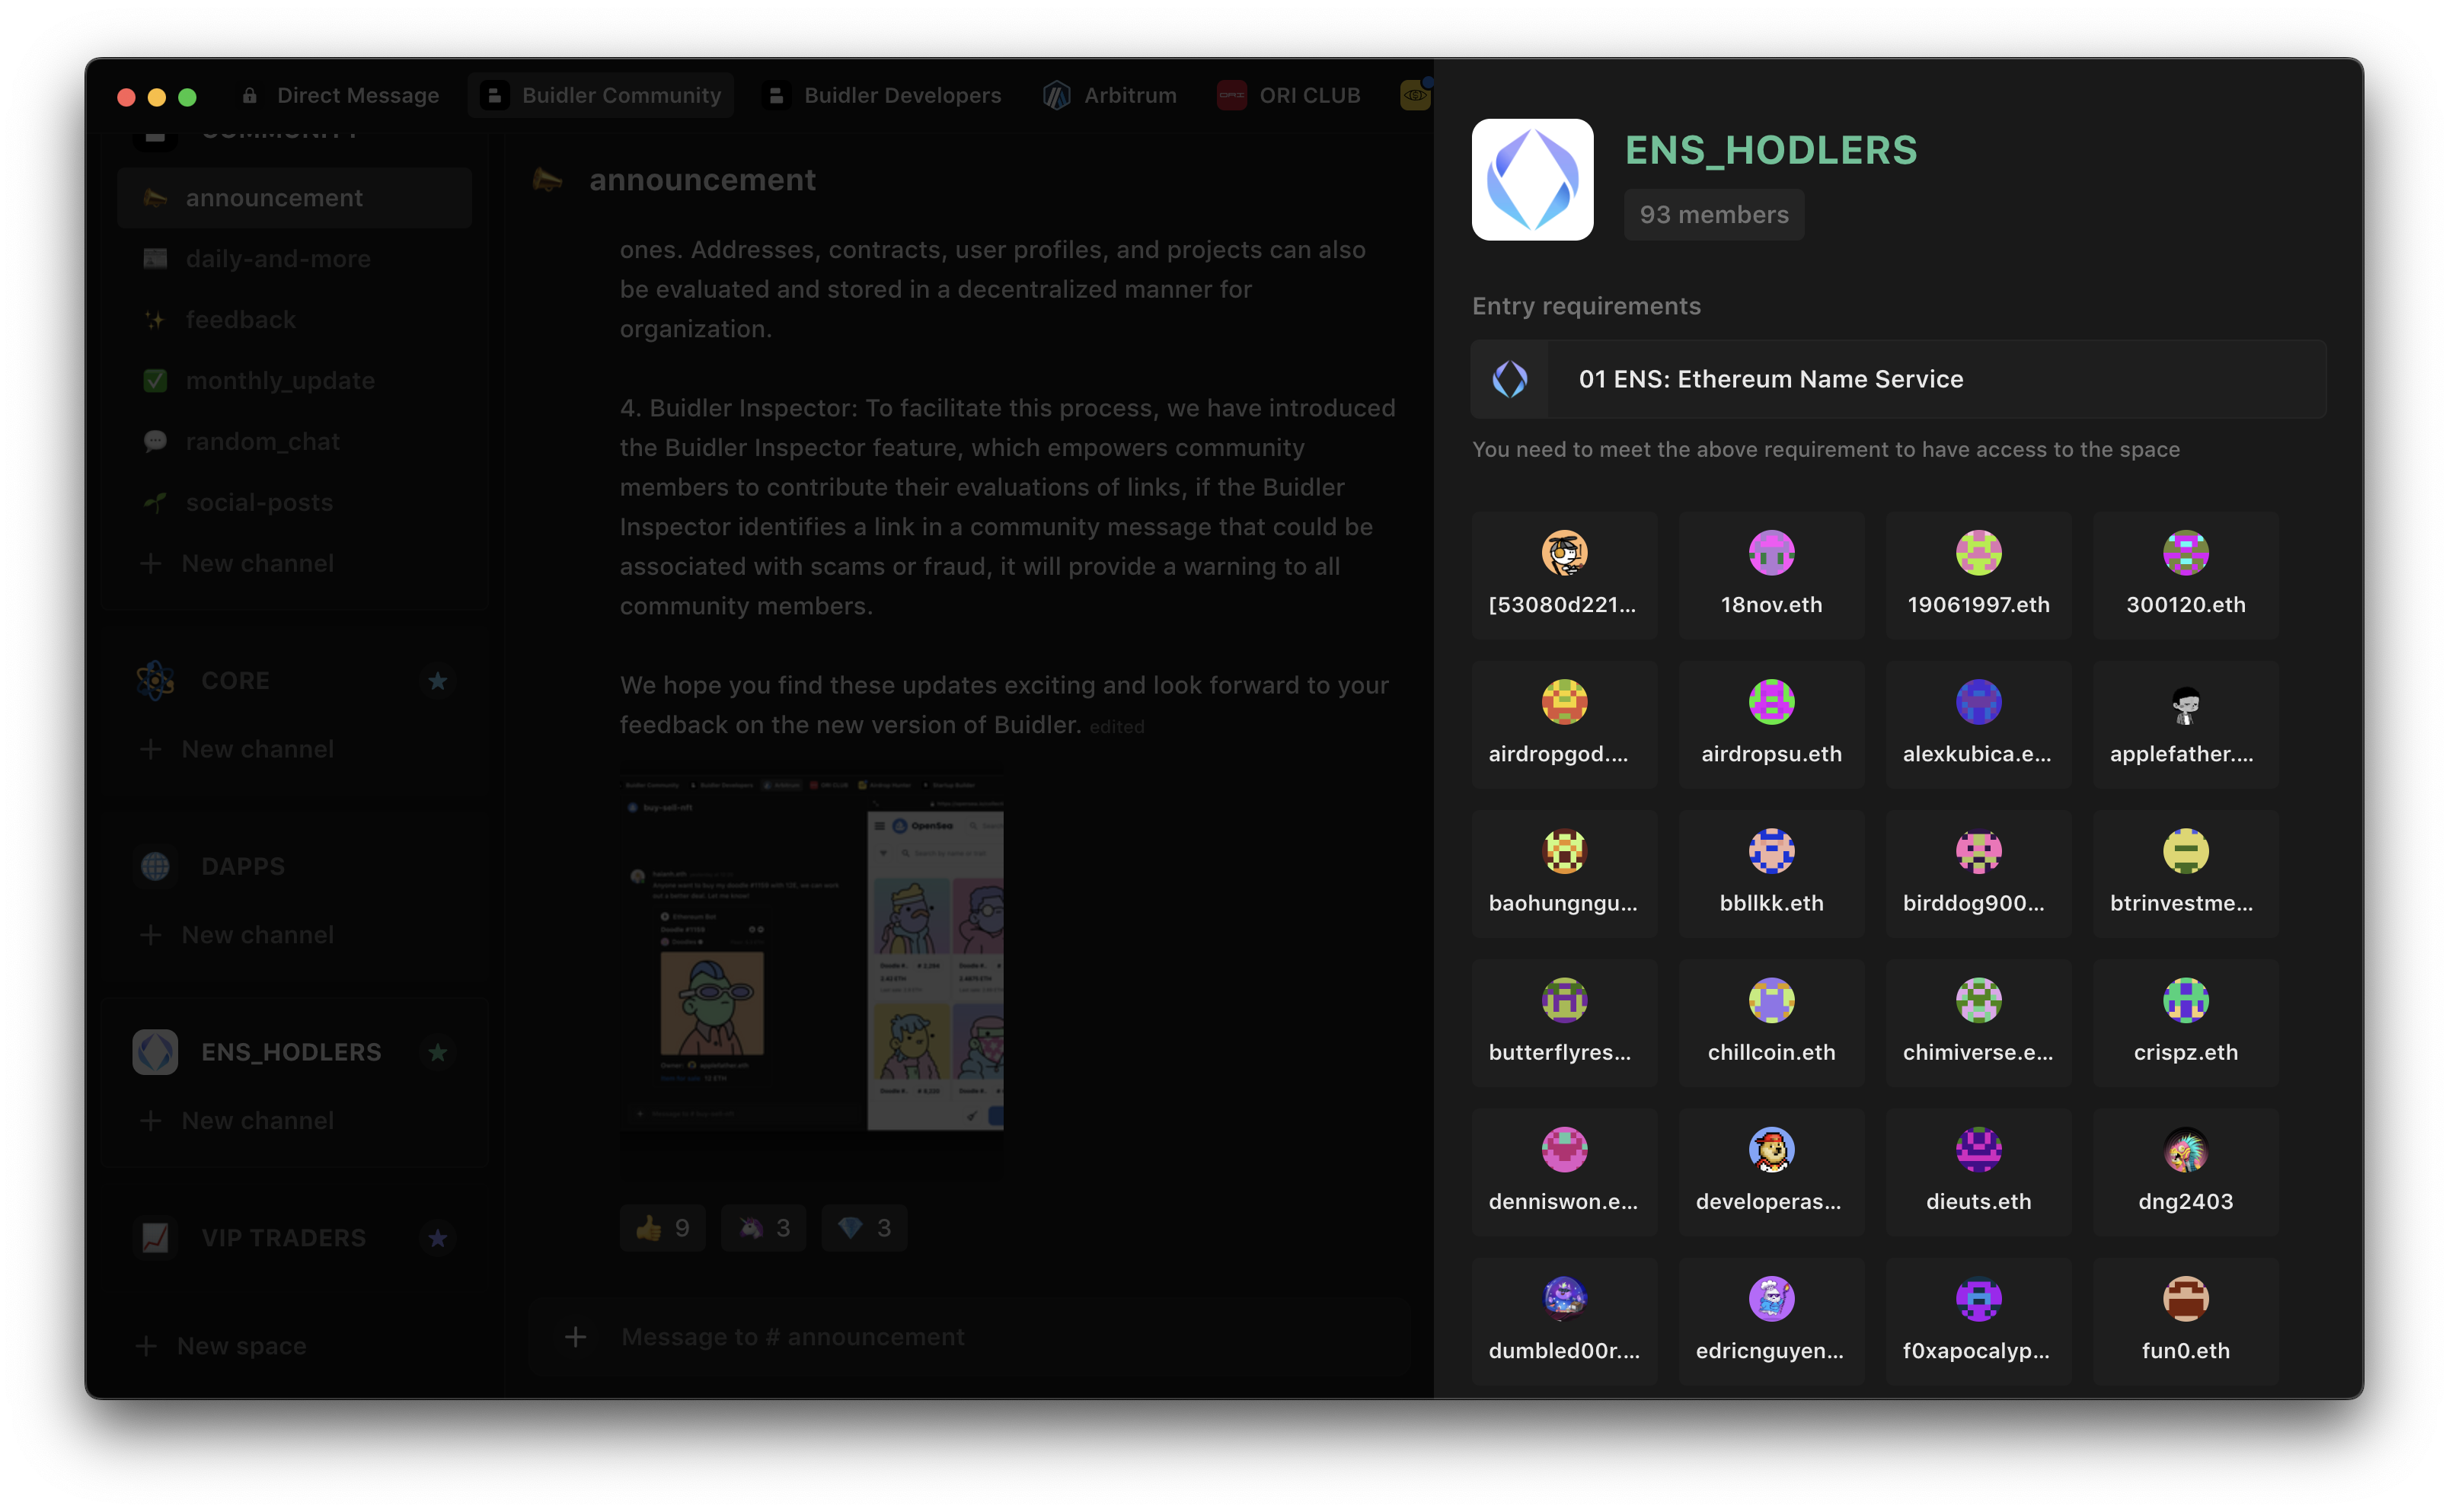 Direct Message
Buidler Community
Buidler Developers
Arbitrum
ORI CLUB
COMMUNITY
announcement
daily-and-more
feedback
monthly_update
random_chat
social-posts
New channel
CORE
New channel
DAPPS
New channel
ENS_HODLERS
New channel
VIP TRADERS
New space
announcement
ones. Addresses, contracts, user profiles, and projects can also
be evaluated and stored in a decentralized manner for
organization.
4. Buidler Inspector: To facilitate this process, we have introduced
the Buidler Inspector feature, which empowers community
members to contribute their evaluations of links, if the Buidler
Inspector identifies a link in a community message that could be
associated with scams or fraud, it will provide a warning to all
community members.
We hope you find these updates exciting and look forward to your
feedback on the new version of Buidler. edited
buy-sell-nft
OpenSea
9
3
3
Message to # announcement
ENS_HODLERS
93 members
Entry requirements
01 ENS: Ethereum Name Service
You need to meet the above requirement to have access to the space
[53080d221...
18nov.eth
19061997.eth
300120.eth
airdropgod....
airdropsu.eth
alexkubica.e...
applefather....
baohungngu...
bbllkk.eth
birddog900...
btrinvestme...
butterflyres...
chillcoin.eth
chimiverse.e...
crispz.eth
denniswon.e...
developeras...
dieuts.eth
dng2403
dumbled00r....
edricnguyen...
f0xapocalyp...
fun0.eth